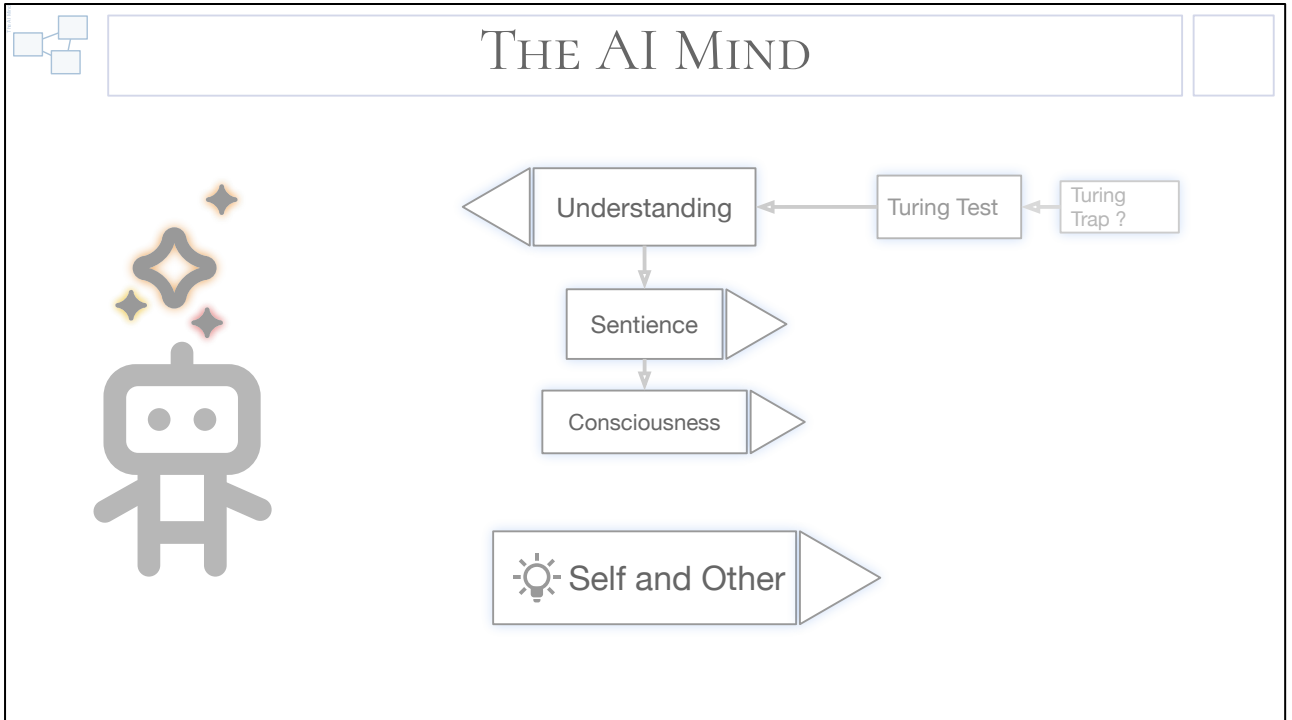 The AI Mind
Understanding
Turing Test
Turing
Trap ?
Sentience
Consciousness
Self and Other